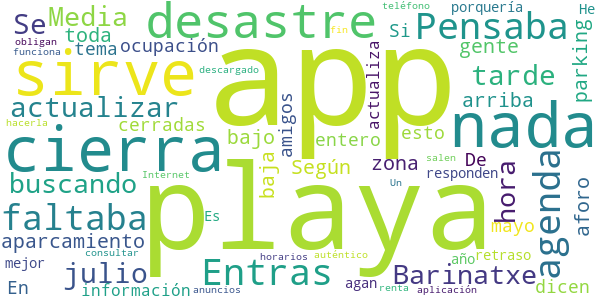 teléfono
porquería
He
Se
Media
desastre
Si
Pensaba
toda
obligan
tema
ocupación
fin
gente
funciona
sirve
app
descargado
actualiza
tarde
parking
actualizar
arriba
nada
hacerla
cerradas
bajo
amigos
entero
esto
cierra
playa
baja
Según
zona
salen
De
hora
agenda
aforo
buscando
Internet
Un
responden
faltaba
Es
mayo
aparcamiento
consultar
horarios
auténtico
año
retraso
mejor
julio
Entras
Barinatxe
dicen
En
información
anuncios
agan
renta
aplicación